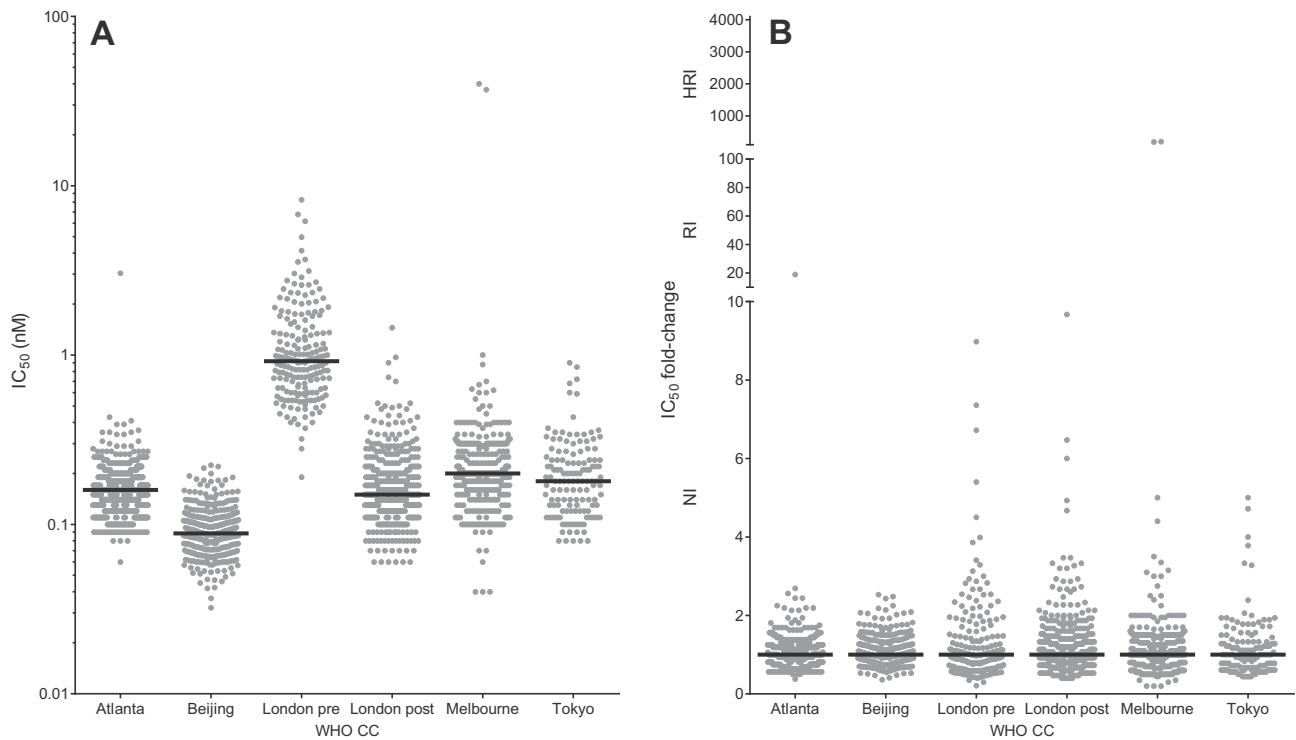 A
100
10
1
0.1
0.01
IC50 (nM)
Atlanta Beijing London pre London post Melbourne Tokyo
WHO CC
B
4000
3000
2000
1000
100
80
60
40
20
10
8
6
4
2
0
HRI
RI
NI
IC50 fold-change
Atlanta Beijing London pre London post Melbourne Tokyo
WHO CC